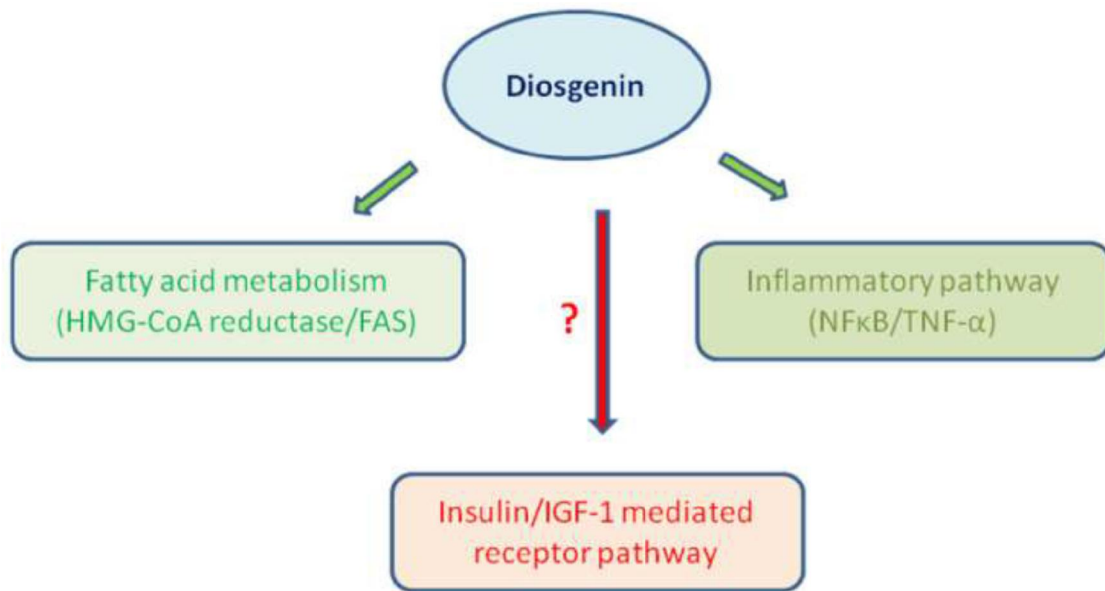 Diosgenin
Fatty acid metabolism
(HMG-CoA reductase/FAS)
Inflammatory pathway
(NFκB/TNF-α)
?
Insulin/IGF-1 mediated
receptor pathway